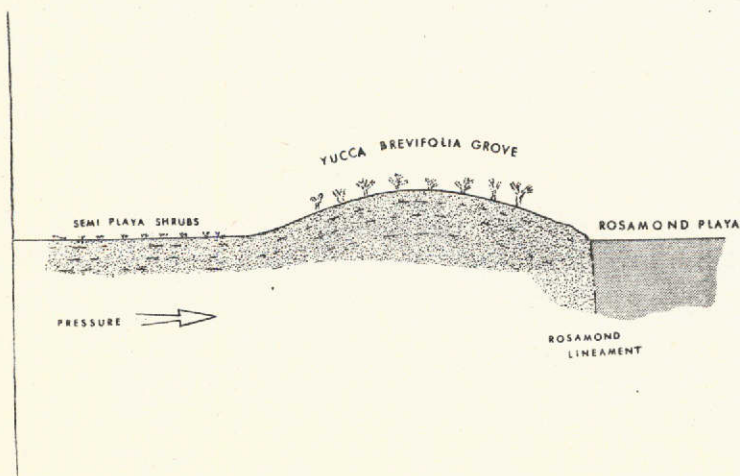 YUCCA BREVIFOLIA GROVE
SEMI PLAYA SHRUBS
ROSAMOND PLAYA
PRESSURE
ROSAMOND
LINEAMENT